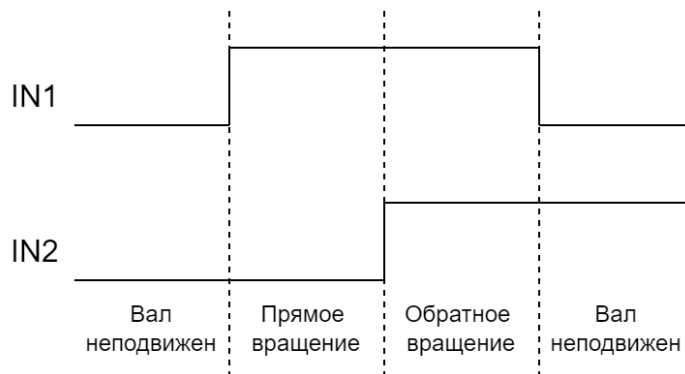 IN1
IN2
Вал Прямое Обратное Вал
неподвижен вращение вращение неподвижен